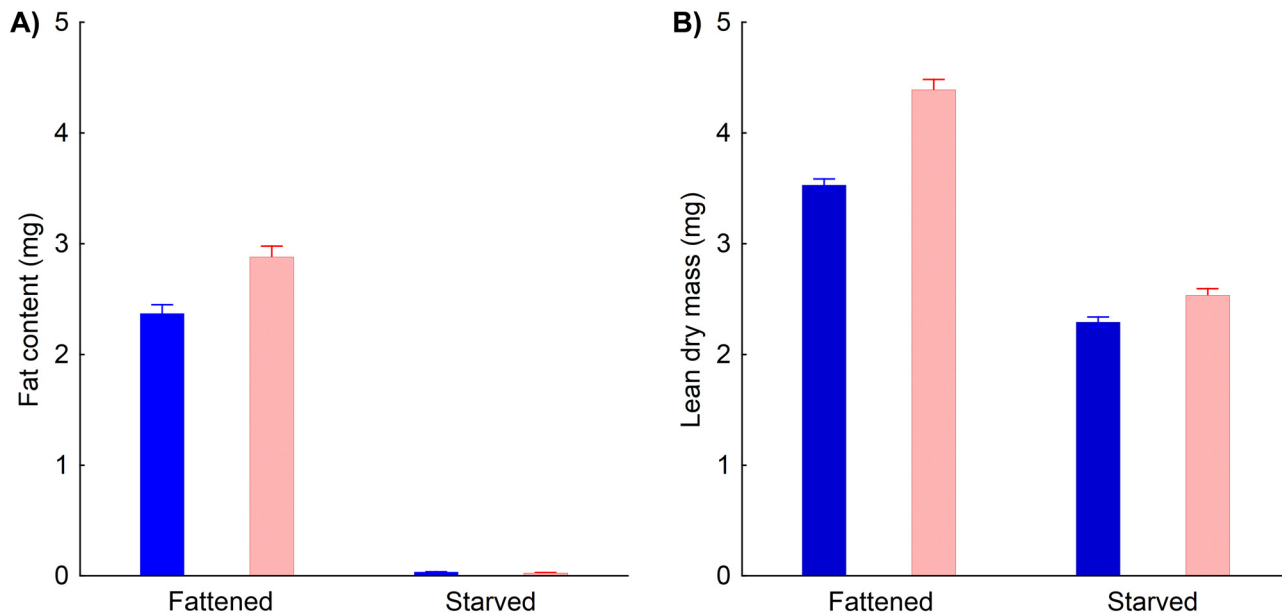 A)
Fat content (mg)
5
4
3
2
1
0
Fattened
Starved
B)
Lean dry mass (mg)
5
4
3
2
1
0
Fattened
Starved